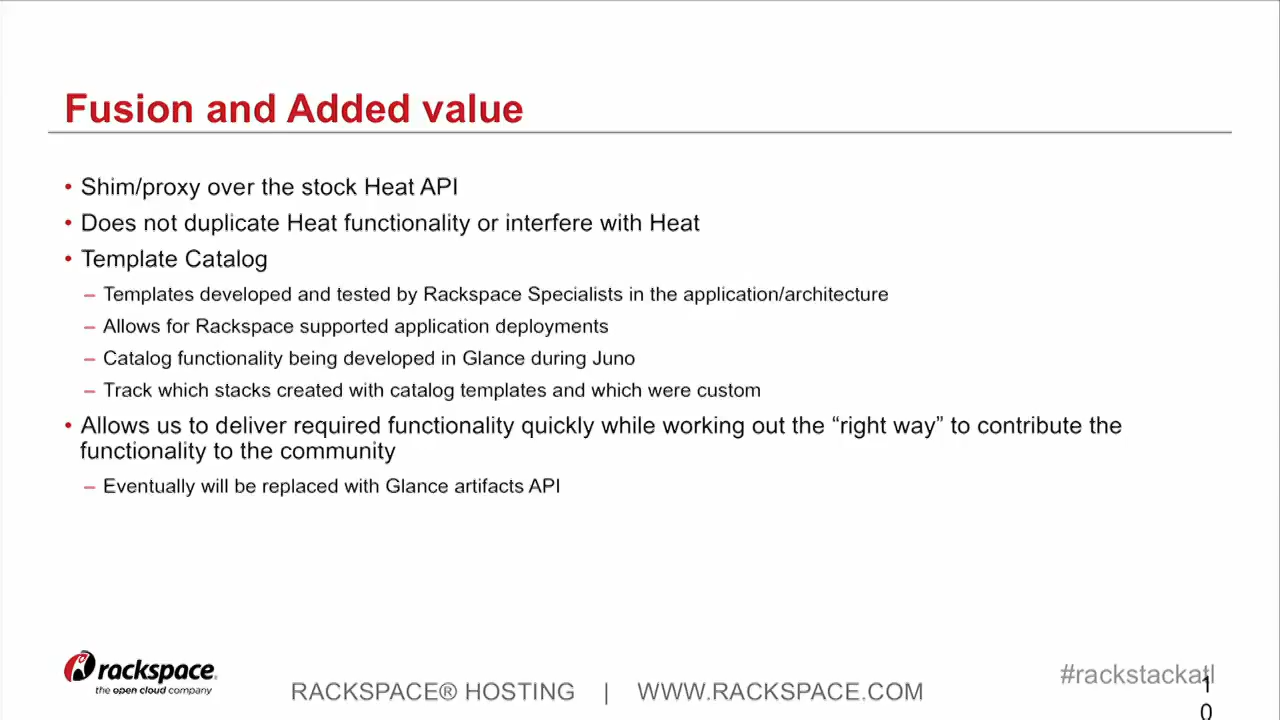 Fusion and Added value
• Shim/proxy over the stock Heat API
• Does not duplicate Heat functionality or interfere with Heat
• Template Catalog
– Templates developed and tested by Rackspace Specialists in the application/architecture
– Allows for Rackspace supported application deployments
– Catalog functionality being developed in Glance during Juno
– Track which stacks created with catalog templates and which were custom
• Allows us to deliver required functionality quickly while working out the “right way” to contribute the
functionality to the community
– Eventually will be replaced with Glance artifacts API
rackspace.
the open cloud company
RACKSPACE® HOSTING | WWW.RACKSPACE.COM
#rackstackatl
1
0